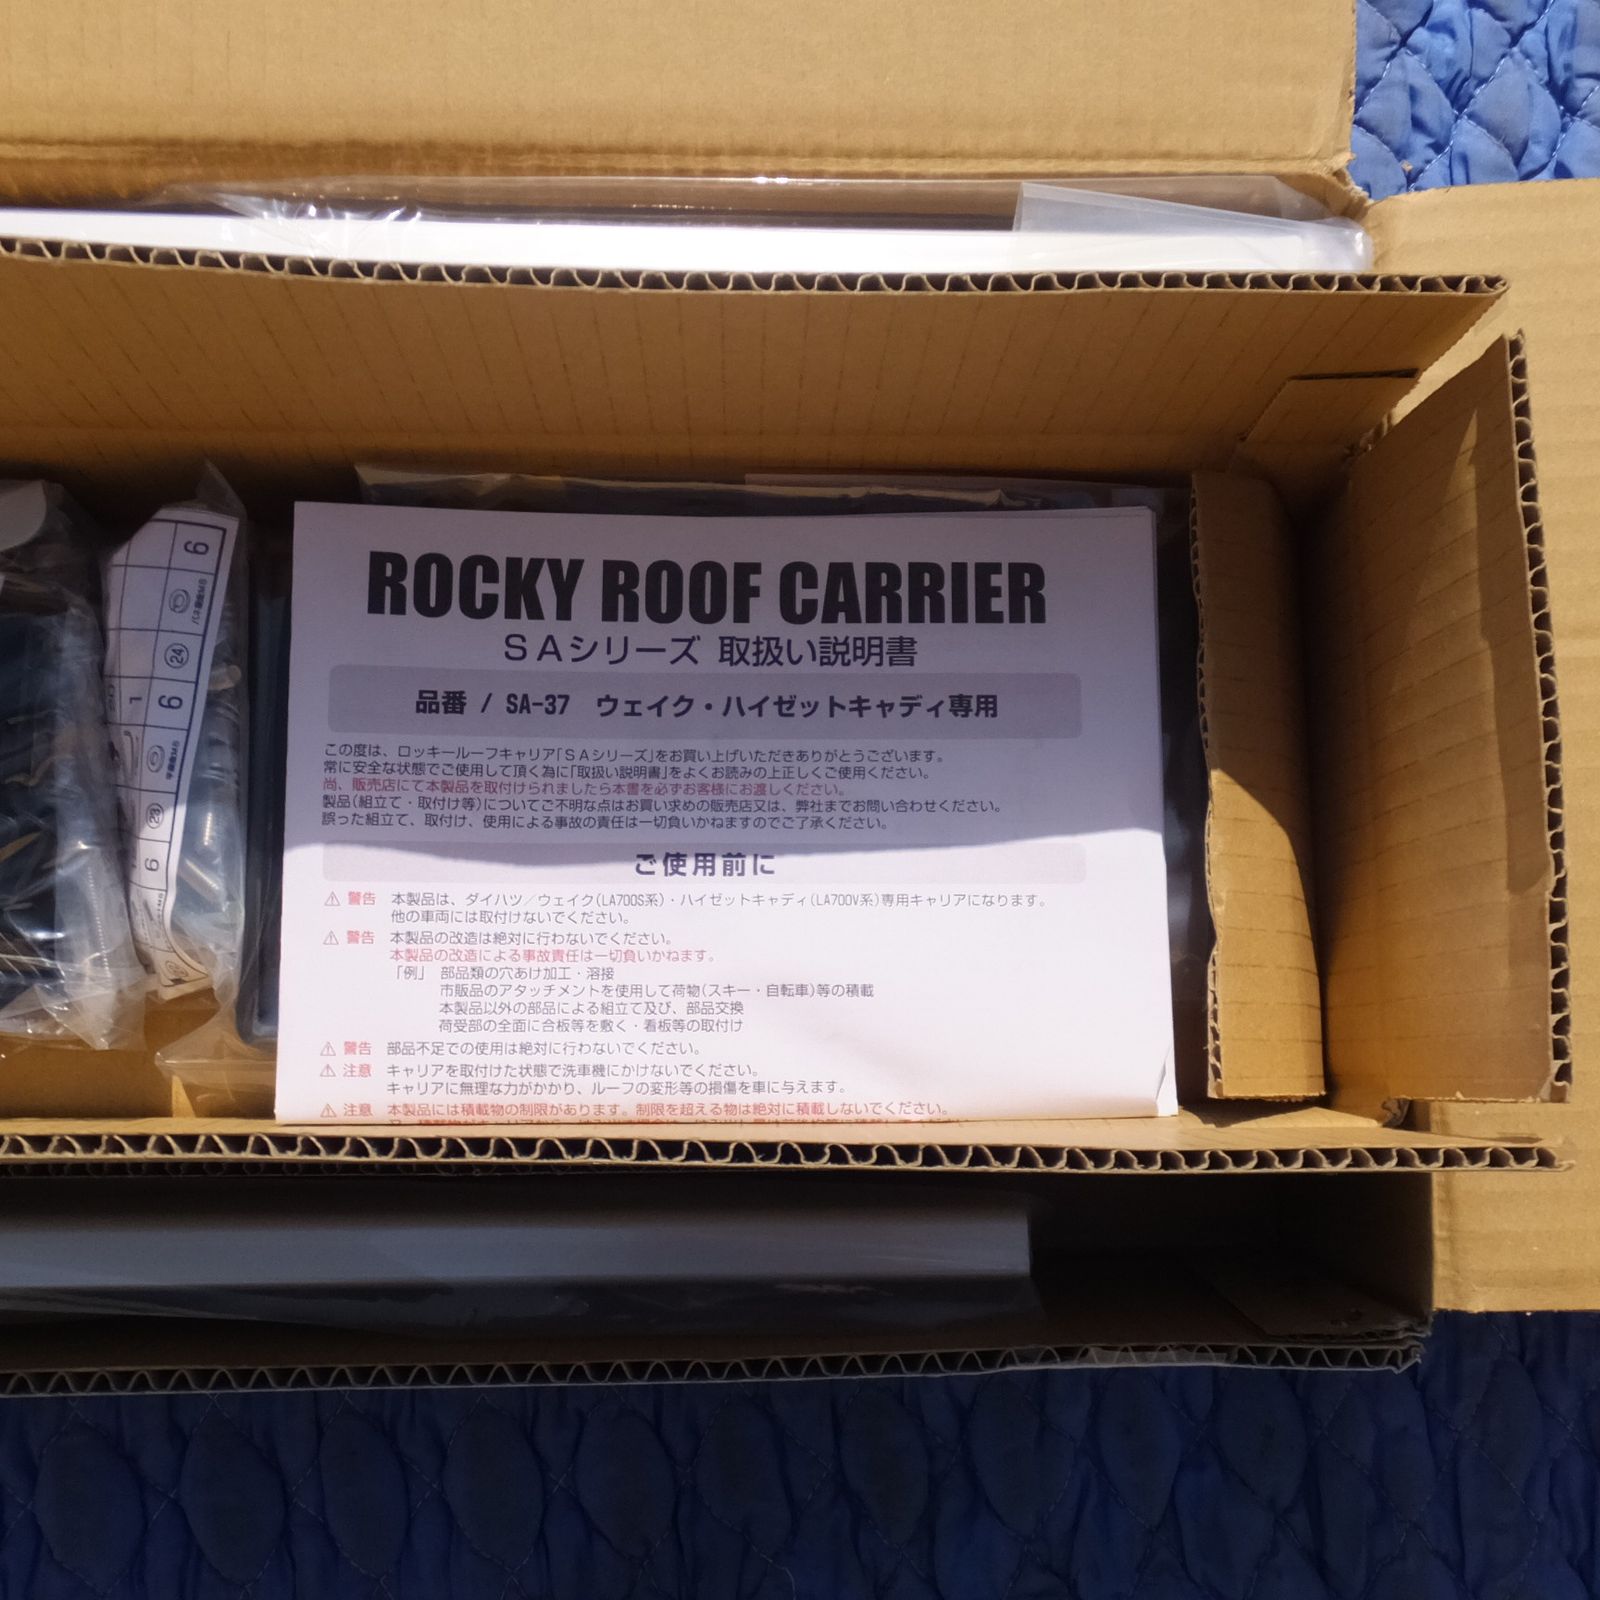 ROCKY ROOF CARRIER
SAシリーズ 取扱い説明書
品番 / SA-37 ウェイク・ハイゼットキャディ専用
この度は、ロッキールーフキャリア「SAシリーズ」をお買い上げいただきありがとうございます。
常に安全な状態でご使用して頂く為に「取扱い説明書」をよくお読みの上正しくご使用ください。
尚、販売店にて本製品を取付けられましたら本書を必ずお客様にお渡しください。
製品(組立て・取付け等)についてご不明な点はお買い求めの販売店又は、弊社までお問い合わせください。
誤った組立て、取付け、使用による事故の責任は一切負いかねますのでご了承ください。
ご使用前に
⚠ 警告 本製品は、ダイハツ/ウェイク(LA700S系)・ハイゼットキャディ(LA700V系)専用キャリアになります。
他の車両には取付けないでください。
⚠ 警告 本製品の改造は絶対に行わないでください。
本製品の改造による事故責任は一切負いかねます。
「例」 部品類の穴あけ加工・溶接
市販品のアタッチメントを使用して荷物(スキー・自転車)等の積載
本製品以外の部品による組立て及び、部品交換
荷受部の全面に合板等を敷く・看板等の取付け
⚠ 警告 部品不足での使用は絶対に行わないでください。
⚠ 注意 キャリアを取付けた状態で洗車機にかけないでください。
キャリアに無理な力がかかり、ルーフの変形等の損傷を車に与えます。
⚠ 注意 本製品には積載物の制限があります。制限を超える物は絶対に積載しないでください。
6
バネ座金M6
24
6
1
平座金M6
23
6